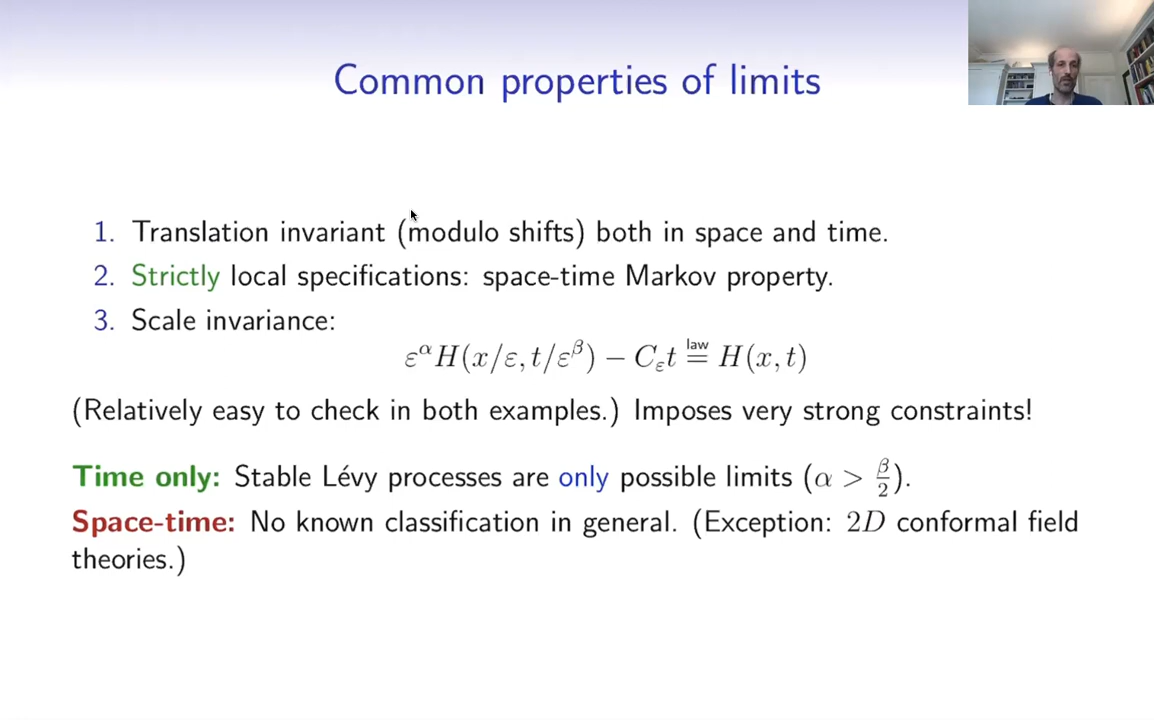 Common properties of limits
1. Translation invariant (modulo shifts) both in space and time.
2. Strictly local specifications: space-time Markov property.
3. Scale invariance:
ε^α H(x/ε, t/ε^β) − C_ε t =^law H(x, t)
(Relatively easy to check in both examples.) Imposes very strong constraints!
Time only: Stable Lévy processes are only possible limits (α > β/2).
Space-time: No known classification in general. (Exception: 2D conformal field
theories.)